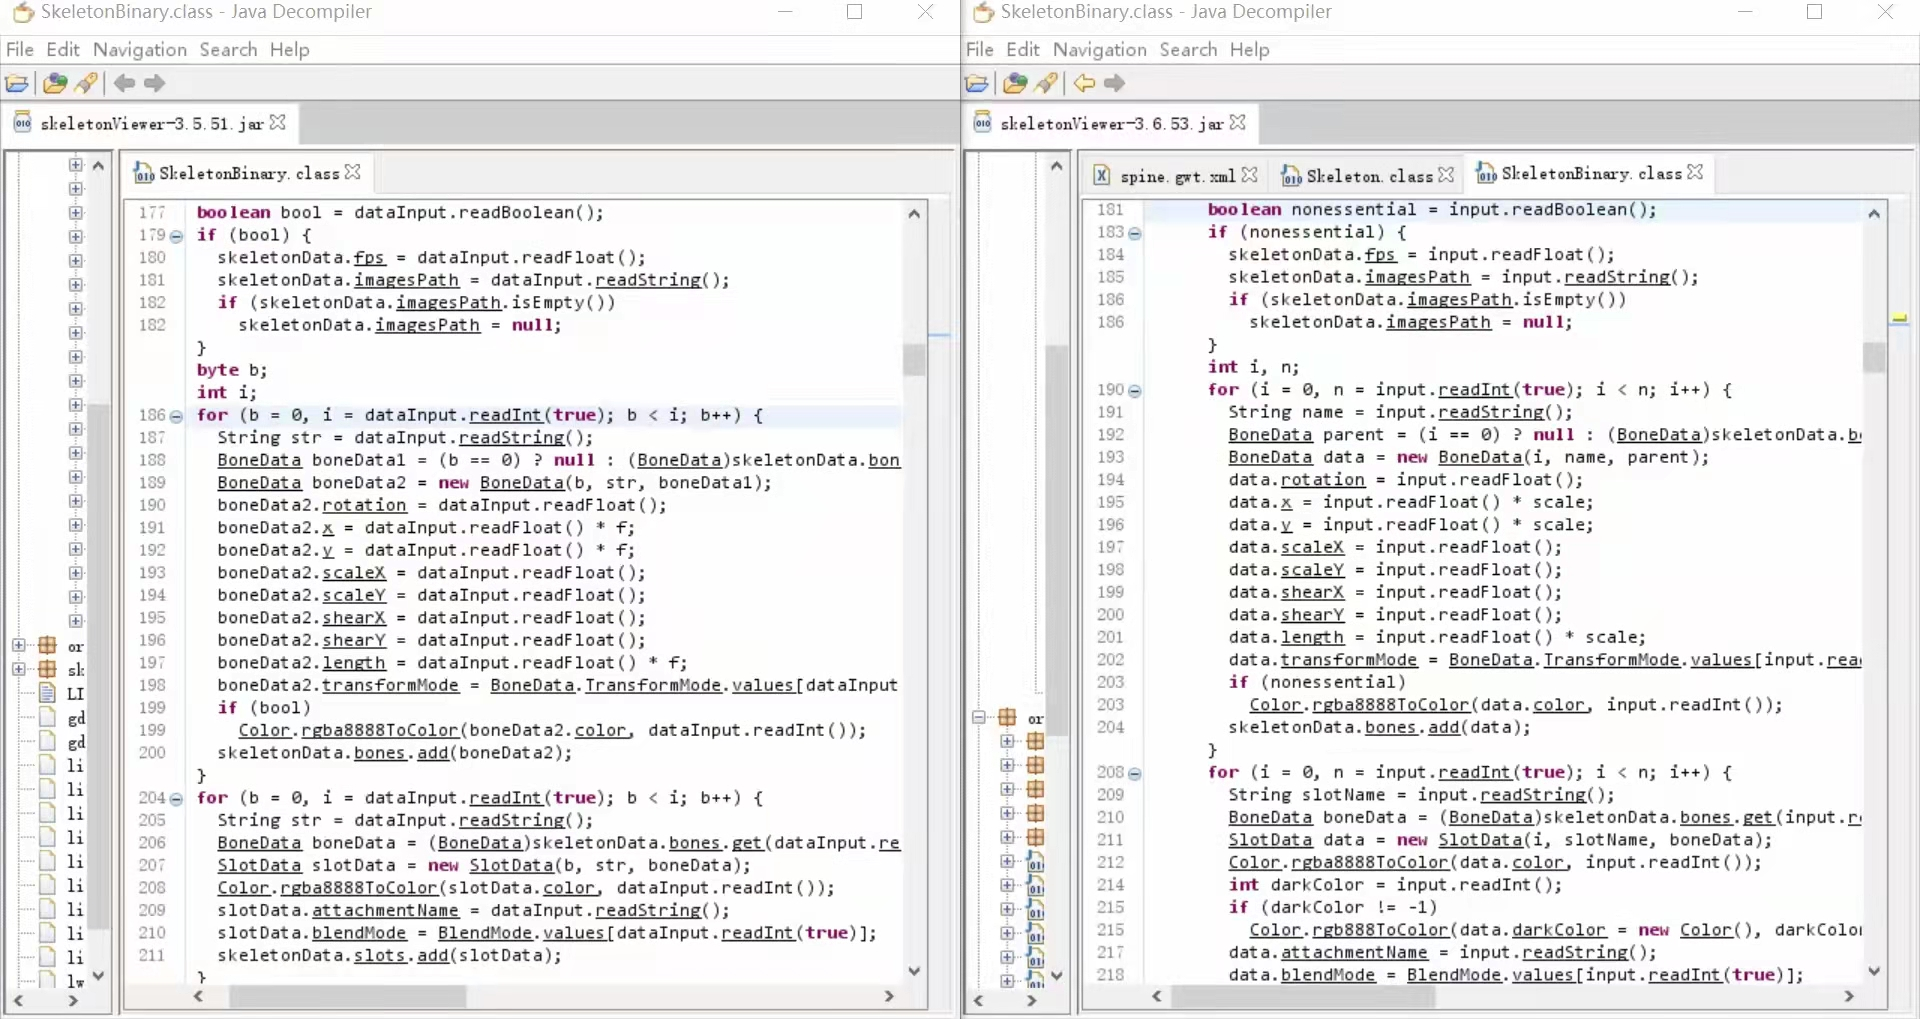 SkeletonBinary.class - Java Decompiler
File Edit Navigation Search Help
skeletonViewer-3.5.51.jar
SkeletonBinary.class
or
sk
LI
gd
gd
li
li
li
li
li
li
li
li
li
lw
177 boolean bool = dataInput.readBoolean();
179 if (bool) {
180 skeletonData.fps = dataInput.readFloat();
181 skeletonData.imagesPath = dataInput.readString();
182 if (skeletonData.imagesPath.isEmpty())
182 skeletonData.imagesPath = null;
}
byte b;
int i;
186 for (b = 0, i = dataInput.readInt(true); b < i; b++) {
187 String str = dataInput.readString();
188 BoneData boneData1 = (b == 0) ? null : (BoneData)skeletonData.bon
189 BoneData boneData2 = new BoneData(b, str, boneData1);
190 boneData2.rotation = dataInput.readFloat();
191 boneData2.x = dataInput.readFloat() * f;
192 boneData2.y = dataInput.readFloat() * f;
193 boneData2.scaleX = dataInput.readFloat();
194 boneData2.scaleY = dataInput.readFloat();
195 boneData2.shearX = dataInput.readFloat();
196 boneData2.shearY = dataInput.readFloat();
197 boneData2.length = dataInput.readFloat() * f;
198 boneData2.transformMode = BoneData.TransformMode.values[dataInput
199 if (bool)
199 Color.rgba8888ToColor(boneData2.color, dataInput.readInt());
200 skeletonData.bones.add(boneData2);
}
204 for (b = 0, i = dataInput.readInt(true); b < i; b++) {
205 String str = dataInput.readString();
206 BoneData boneData = (BoneData)skeletonData.bones.get(dataInput.re
207 SlotData slotData = new SlotData(b, str, boneData);
208 Color.rgba8888ToColor(slotData.color, dataInput.readInt());
209 slotData.attachmentName = dataInput.readString();
210 slotData.blendMode = BlendMode.values[dataInput.readInt(true)];
211 skeletonData.slots.add(slotData);
}
SkeletonBinary.class - Java Decompiler
File Edit Navigation Search Help
skeletonViewer-3.6.53.jar
spine.gwt.xml Skeleton.class SkeletonBinary.class
or
181 boolean nonessential = input.readBoolean();
183 if (nonessential) {
184 skeletonData.fps = input.readFloat();
185 skeletonData.imagesPath = input.readString();
186 if (skeletonData.imagesPath.isEmpty())
186 skeletonData.imagesPath = null;
}
int i, n;
190 for (i = 0, n = input.readInt(true); i < n; i++) {
191 String name = input.readString();
192 BoneData parent = (i == 0) ? null : (BoneData)skeletonData.b
193 BoneData data = new BoneData(i, name, parent);
194 data.rotation = input.readFloat();
195 data.x = input.readFloat() * scale;
196 data.y = input.readFloat() * scale;
197 data.scaleX = input.readFloat();
198 data.scaleY = input.readFloat();
199 data.shearX = input.readFloat();
200 data.shearY = input.readFloat();
201 data.length = input.readFloat() * scale;
202 data.transformMode = BoneData.TransformMode.values[input.rea
203 if (nonessential)
203 Color.rgba8888ToColor(data.color, input.readInt());
204 skeletonData.bones.add(data);
}
208 for (i = 0, n = input.readInt(true); i < n; i++) {
209 String slotName = input.readString();
210 BoneData boneData = (BoneData)skeletonData.bones.get(input.r
211 SlotData data = new SlotData(i, slotName, boneData);
212 Color.rgba8888ToColor(data.color, input.readInt());
214 int darkColor = input.readInt();
215 if (darkColor != -1)
215 Color.rgb888ToColor(data.darkColor = new Color(), darkColor
217 data.attachmentName = input.readString();
218 data.blendMode = BlendMode.values[input.readInt(true)];